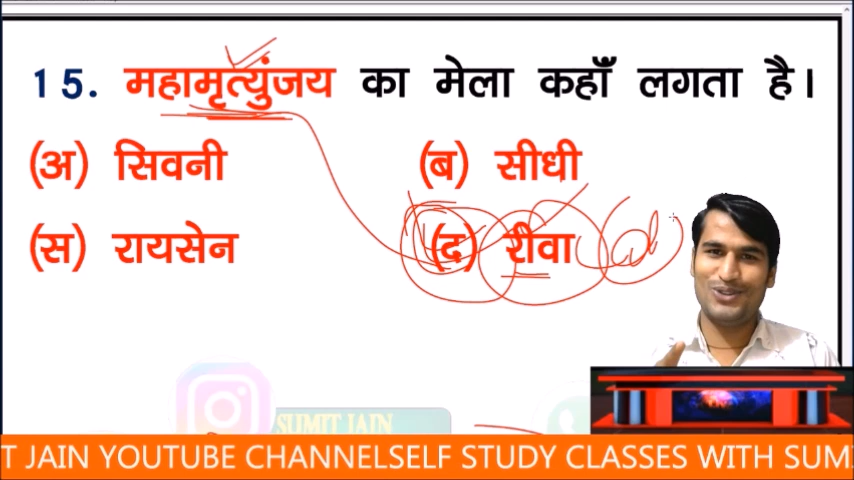 15. महामृत्युंजय का मेला कहाँ लगता है।
(अ) सिवनी (ब) सीधी
(स) रायसेन (द) रीवा d
SUMIT JAIN
T JAIN YOUTUBE CHANNELSELF STUDY CLASSES WITH SUM